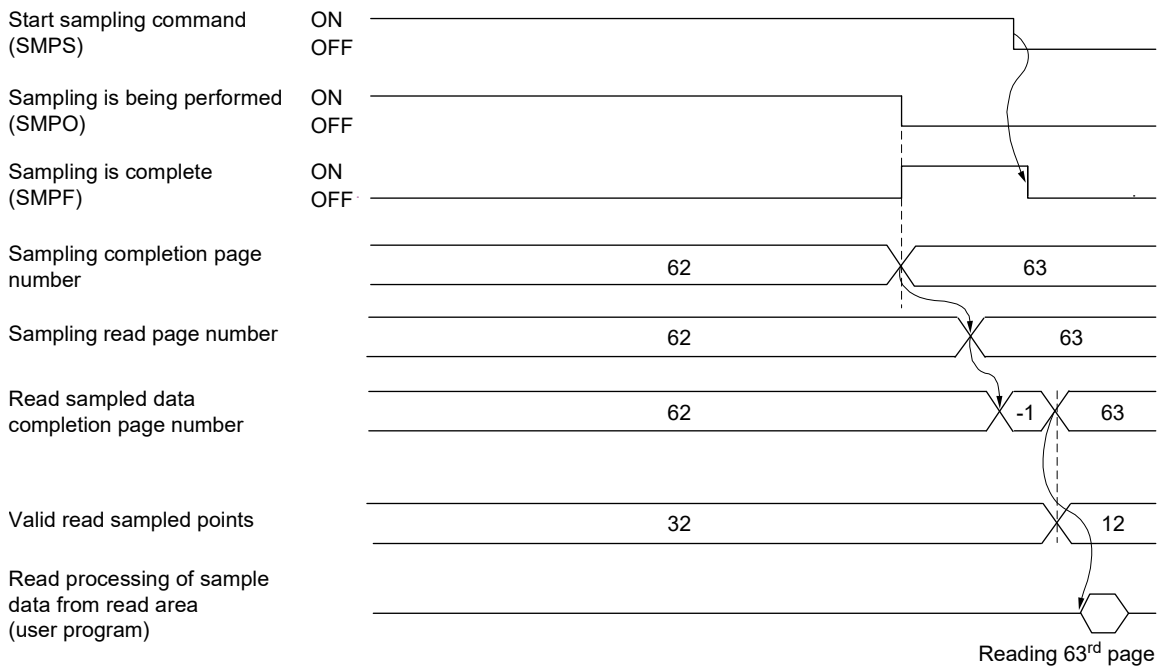 Start sampling command ON
(SMPS) OFF
Sampling is being performed ON
(SMPO) OFF
Sampling is complete ON
(SMPF) OFF
Sampling completion page
number
62 63
Sampling read page number 62 63
Read sampled data
completion page number
62 -1 63
Valid read sampled points 32 12
Read processing of sample
data from read area
(user program)
Reading 63rd page